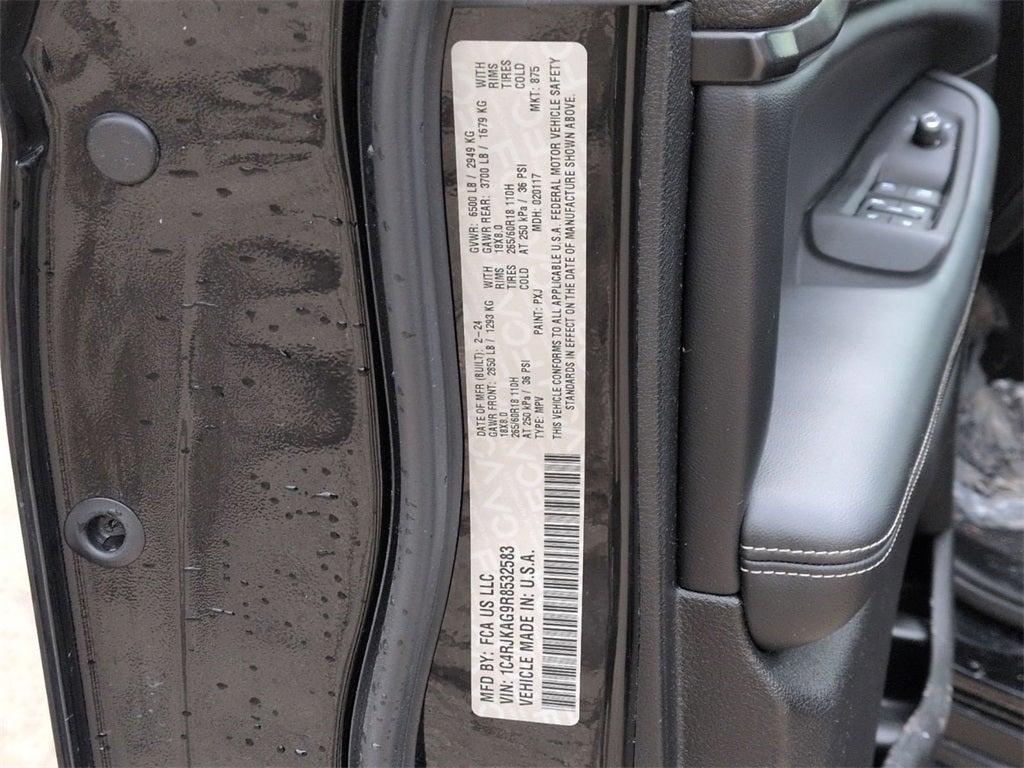 MFD BY: FCA US LLC
VIN: 1C4RJKAG9R8532583
VEHICLE MADE IN: U.S.A.
DATE OF MFR (BUILT): 2-24
GAWR FRONT: 2850 LB / 1293 KG WITH
18X8.0 RIMS
265/60R18 110H TIRES
AT 250 kPa / 36 PSI COLD
TYPE: MPV PAINT: PXJ
GVWR: 6500 LB / 2949 KG
GAWR REAR: 3700 LB / 1679 KG WITH
18X8.0 RIMS
265/60R18 110H TIRES
AT 250 kPa / 36 PSI COLD
MDH: 020117 MKT: 875
THIS VEHICLE CONFORMS TO ALL APPLICABLE U.S.A. FEDERAL MOTOR VEHICLE SAFETY
STANDARDS IN EFFECT ON THE DATE OF MANUFACTURE SHOWN ABOVE.